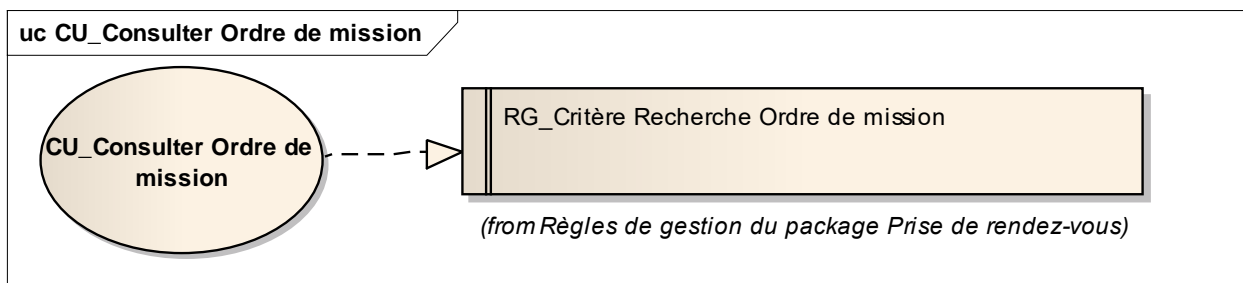 uc CU_Consulter Ordre de mission
CU_Consulter Ordre de
mission
RG_Critère Recherche Ordre de mission
(from Règles de gestion du package Prise de rendez-vous)